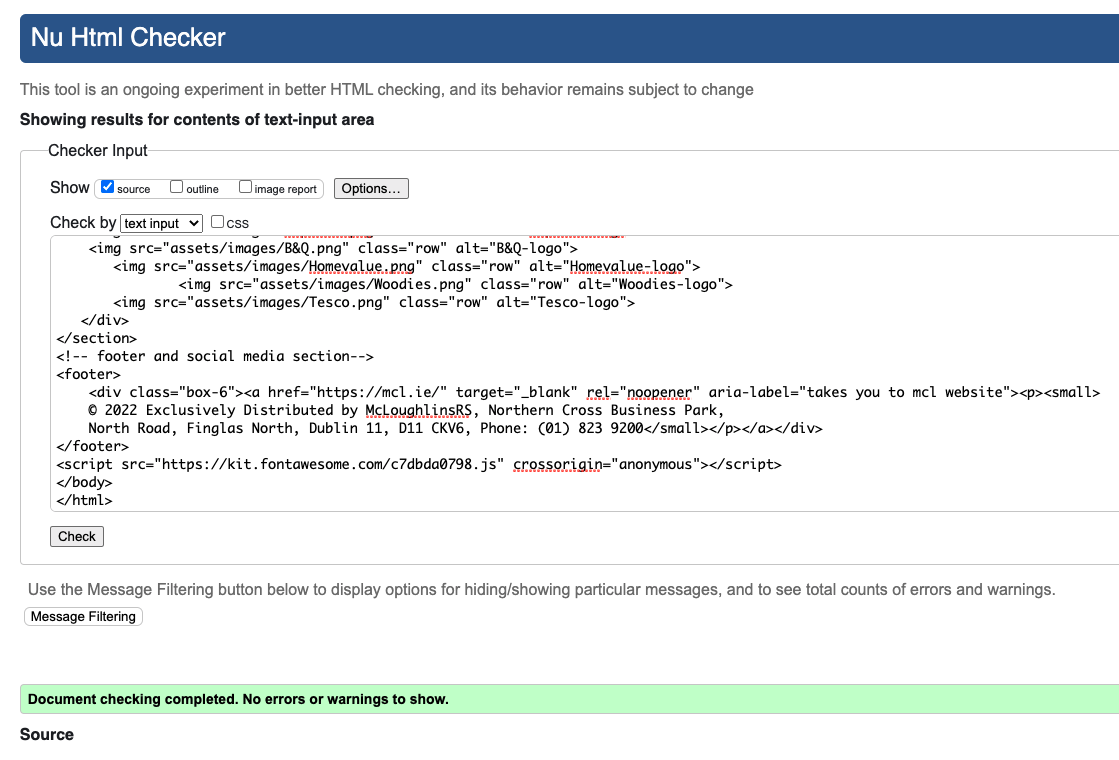 Nu Html Checker
This tool is an ongoing experiment in better HTML checking, and its behavior remains subject to change
Showing results for contents of text-input area
Checker Input
Show source outline image report Options...
Check by text input CSS
<img src="assets/images/B&Q.png" class="row" alt="B&Q-logo">
<img src="assets/images/Homevalue.png" class="row" alt="Homevalue-logo">
<img src="assets/images/Woodies.png" class="row" alt="Woodies-logo">
<img src="assets/images/Tesco.png" class="row" alt="Tesco-logo">
</div>
</section>
<!-- footer and social media section-->
<footer>
<div class="box-6"><a href="https://mcl.ie/" target="_blank" rel="noopener" aria-label="takes you to mcl website"><p><small>
© 2022 Exclusively Distributed by McLoughlinsRS, Northern Cross Business Park,
North Road, Finglas North, Dublin 11, D11 CKV6, Phone: (01) 823 9200</small></p></a></div>
</footer>
<script src="https://kit.fontawesome.com/c7dbda0798.js" crossorigin="anonymous"></script>
</body>
</html>
Check
Use the Message Filtering button below to display options for hiding/showing particular messages, and to see total counts of errors and warnings.
Message Filtering
Document checking completed. No errors or warnings to show.
Source